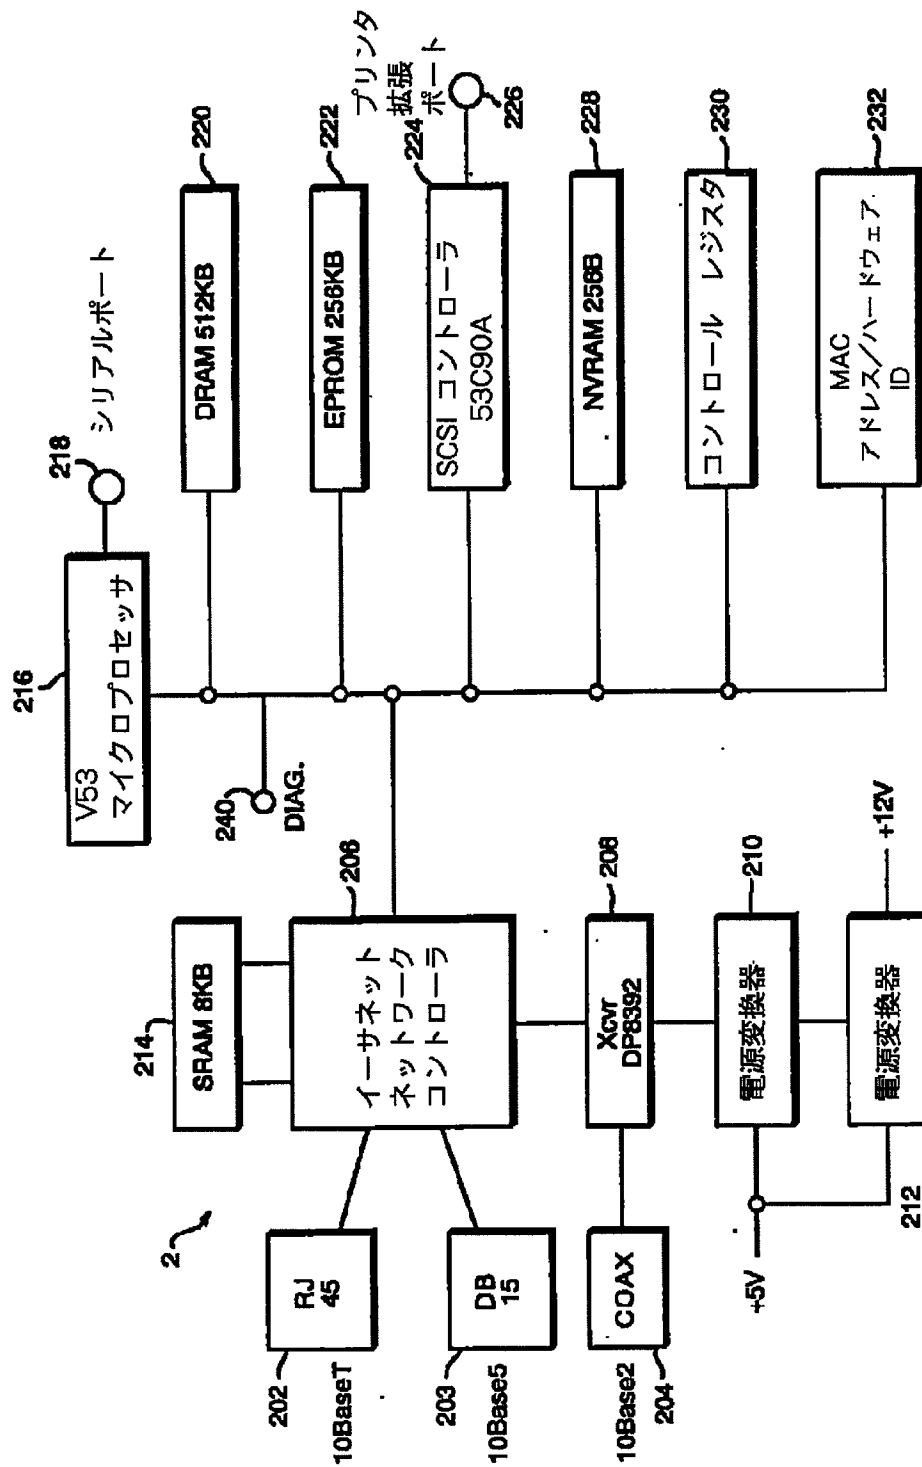 2
202
RJ
45
10BaseT
203
DB
15
10Base5
COAX
204
10Base2
214
SRAM 8KB
206
イーサネット
ネットワーク
コントローラ
208
Xcvr
DP8392
210
電源変換器
電源変換器
212
+5V
+12V
216
V53
マイクロプロセッサ
218
シリアルポート
240
DIAG.
220
DRAM 512KB
222
EPROM 256KB
224
SCSI コントローラ
53C90A
プリンタ
拡張
ポート
226
228
NVRAM 256B
230
コントロール レジスタ
232
MAC
アドレス/ハードウェア
ID